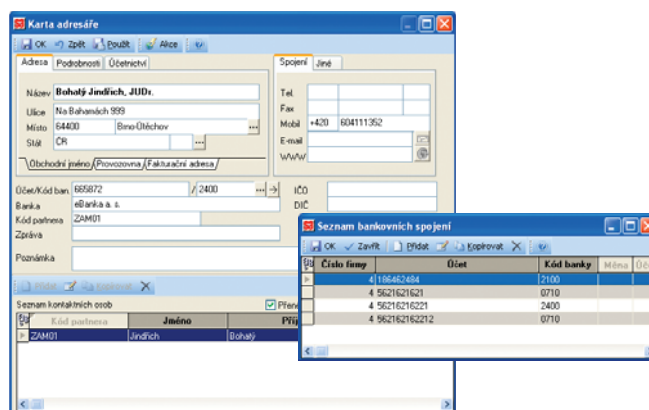 Karta adresáře
OK Zpět Použít Akce
Adresa Podrobnosti Účetnictví
Spojení Jiné
Název Bohatý Jindřich, JUDr.
Ulice Na Bahamách 999
Místo 64400 Brno-Útěchov ...
Stát ČR ...
Obchodní jméno Provozovna Fakturační adresa
Tel.
Fax
Mobil +420 604111352
E-mail
WWW
Účet/Kód ban. 665872 / 2400 ...
IČO
Banka eBanka a. s.
DIČ
Kód partnera ZAM01
Zpráva
Poznámka
Přidat Kopírovat
Seznam kontaktních osob
Kód partnera Jméno
ZAM01 Jindřich Bohatý
Seznam bankovních spojení
OK Zavřít Přidat Kopírovat
Číslo firmy Účet Kód banky Měna
4 186462484 2100
4 5621621621 0710
4 56216216221 2400
4 562162162212 0710